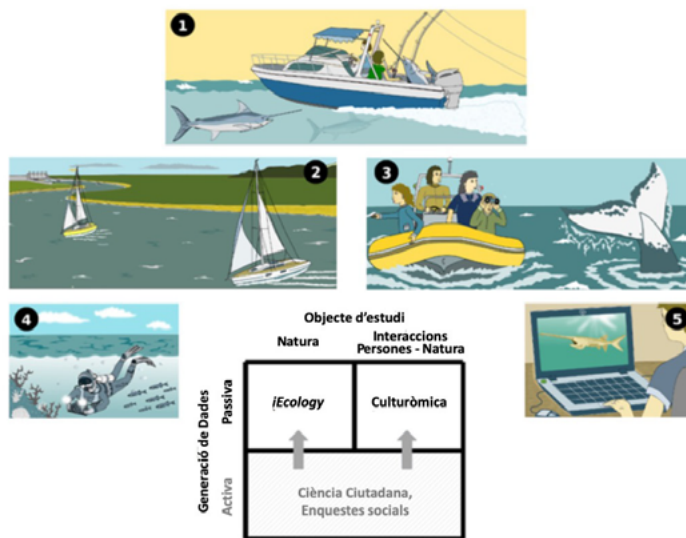 1
2
3
4
5
Objecte d'estudi
Natura
Interaccions
Persones - Natura
Generació de Dades
Passiva
Activa
iEcology
Culturòmica
Ciència Ciutadana,
Enquestes socials